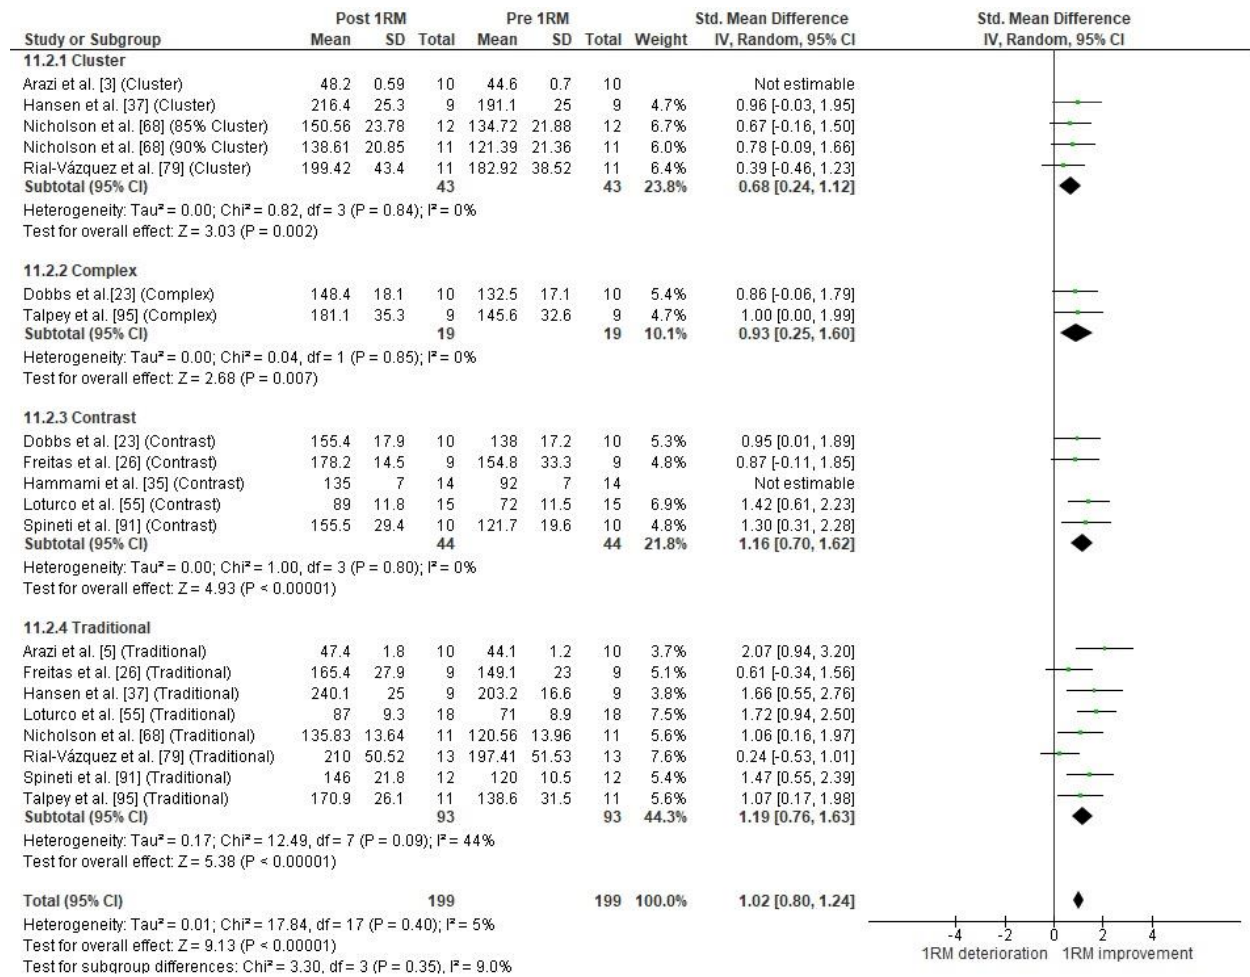 Post 1RM Pre 1RM Std. Mean Difference Std. Mean Difference
Study or Subgroup Mean SD Total Mean SD Total Weight IV, Random, 95% CI IV, Random, 95% CI
11.2.1 Cluster
Arazi et al. [3] (Cluster) 48.2 0.59 10 44.6 0.7 10 Not estimable
Hansen et al. [37] (Cluster) 216.4 25.3 9 191.1 25 9 4.7% 0.96 [-0.03, 1.95]
Nicholson et al. [68] (85% Cluster) 150.56 23.78 12 134.72 21.88 12 6.7% 0.67 [-0.16, 1.50]
Nicholson et al. [68] (90% Cluster) 138.61 20.85 11 121.39 21.36 11 6.0% 0.78 [-0.09, 1.66]
Rial-Vázquez et al. [79] (Cluster) 199.42 43.4 11 182.92 38.52 11 6.4% 0.39 [-0.46, 1.23]
Subtotal (95% CI) 43 43 23.8% 0.68 [0.24, 1.12]
Heterogeneity: Tau² = 0.00; Chi² = 0.82, df = 3 (P = 0.84); I² = 0%
Test for overall effect: Z = 3.03 (P = 0.002)
11.2.2 Complex
Dobbs et al.[23] (Complex) 148.4 18.1 10 132.5 17.1 10 5.4% 0.86 [-0.06, 1.79]
Talpey et al. [95] (Complex) 181.1 35.3 9 145.6 32.6 9 4.7% 1.00 [0.00, 1.99]
Subtotal (95% CI) 19 19 10.1% 0.93 [0.25, 1.60]
Heterogeneity: Tau² = 0.00; Chi² = 0.04, df = 1 (P = 0.85); I² = 0%
Test for overall effect: Z = 2.68 (P = 0.007)
11.2.3 Contrast
Dobbs et al. [23] (Contrast) 155.4 17.9 10 138 17.2 10 5.3% 0.95 [0.01, 1.89]
Freitas et al. [26] (Contrast) 178.2 14.5 9 154.8 33.3 9 4.8% 0.87 [-0.11, 1.85]
Hammami et al. [35] (Contrast) 135 7 14 92 7 14 Not estimable
Loturco et al. [55] (Contrast) 89 11.8 15 72 11.5 15 6.9% 1.42 [0.61, 2.23]
Spineti et al. [91] (Contrast) 155.5 29.4 10 121.7 19.6 10 4.8% 1.30 [0.31, 2.28]
Subtotal (95% CI) 44 44 21.8% 1.16 [0.70, 1.62]
Heterogeneity: Tau² = 0.00; Chi² = 1.00, df = 3 (P = 0.80); I² = 0%
Test for overall effect: Z = 4.93 (P < 0.00001)
11.2.4 Traditional
Arazi et al. [5] (Traditional) 47.4 1.8 10 44.1 1.2 10 3.7% 2.07 [0.94, 3.20]
Freitas et al. [26] (Traditional) 165.4 27.9 9 149.1 23 9 5.1% 0.61 [-0.34, 1.56]
Hansen et al. [37] (Traditional) 240.1 25 9 203.2 16.6 9 3.8% 1.66 [0.55, 2.76]
Loturco et al. [55] (Traditional) 87 9.3 18 71 8.9 18 7.5% 1.72 [0.94, 2.50]
Nicholson et al. [68] (Traditional) 135.83 13.64 11 120.56 13.96 11 5.6% 1.06 [0.16, 1.97]
Rial-Vázquez et al. [79] (Traditional) 210 50.52 13 197.41 51.53 13 7.6% 0.24 [-0.53, 1.01]
Spineti et al. [91] (Traditional) 146 21.8 12 120 10.5 12 5.4% 1.47 [0.55, 2.39]
Talpey et al. [95] (Traditional) 170.9 26.1 11 138.6 31.5 11 5.6% 1.07 [0.17, 1.98]
Subtotal (95% CI) 93 93 44.3% 1.19 [0.76, 1.63]
Heterogeneity: Tau² = 0.17; Chi² = 12.49, df = 7 (P = 0.09); I² = 44%
Test for overall effect: Z = 5.38 (P < 0.00001)
Total (95% CI) 199 199 100.0% 1.02 [0.80, 1.24]
Heterogeneity: Tau² = 0.01; Chi² = 17.84, df = 17 (P = 0.40); I² = 5%
Test for overall effect: Z = 9.13 (P < 0.00001)
Test for subgroup differences: Chi² = 3.30, df = 3 (P = 0.35), I² = 9.0%
-4 -2 0 2 4
1RM deterioration 1RM improvement